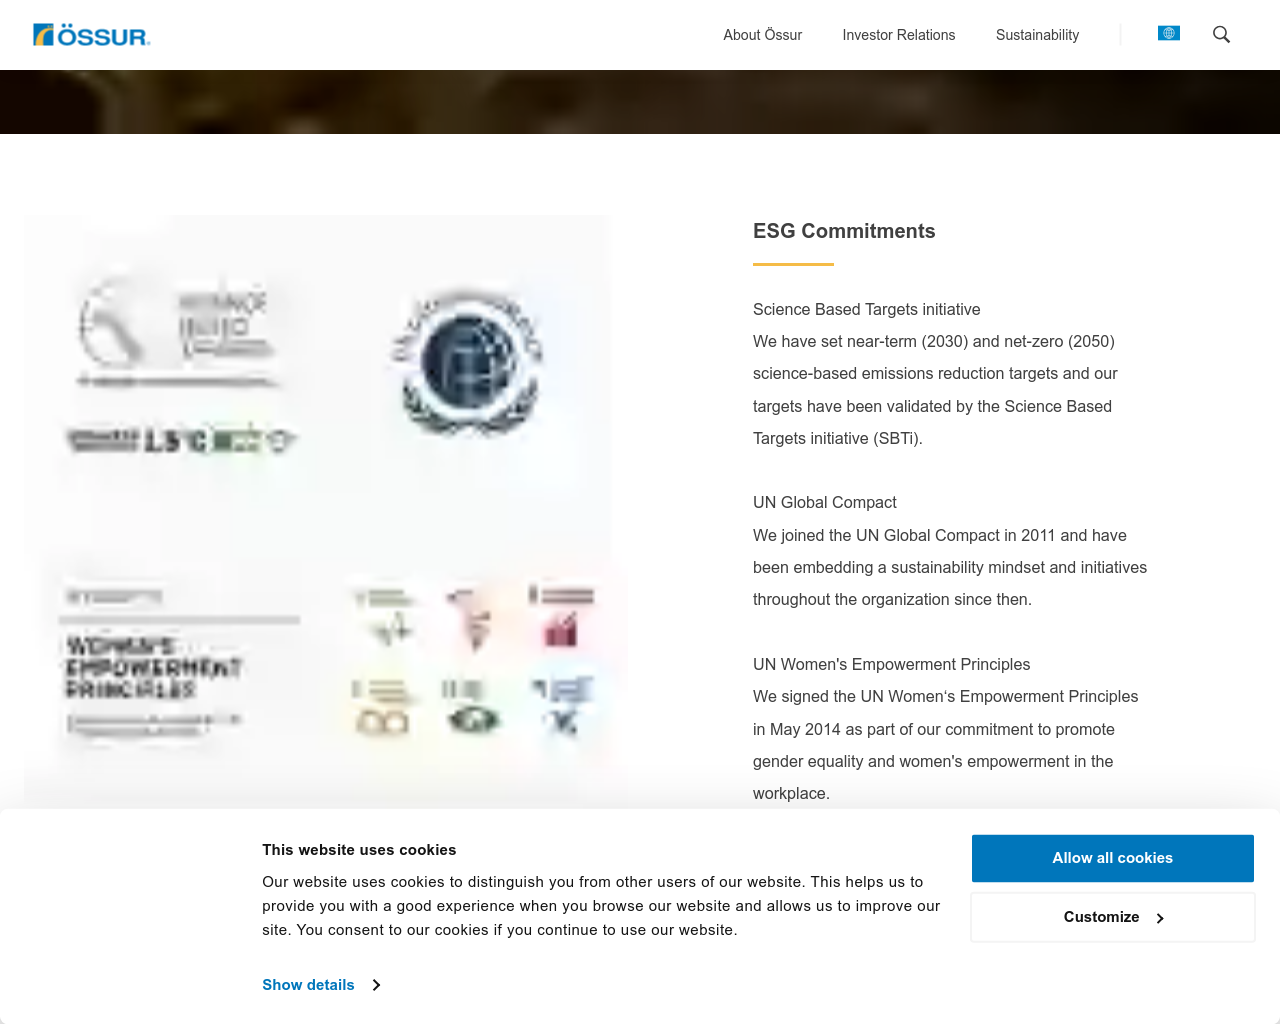 ÖSSUR.
About Össur
Investor Relations
Sustainability
WOMEN'S
EMPOWERMENT
PRINCIPLES
ESG Commitments
Science Based Targets initiative
We have set near-term (2030) and net-zero (2050)
science-based emissions reduction targets and our
targets have been validated by the Science Based
Targets initiative (SBTi).
UN Global Compact
We joined the UN Global Compact in 2011 and have
been embedding a sustainability mindset and initiatives
throughout the organization since then.
UN Women's Empowerment Principles
We signed the UN Women‘s Empowerment Principles
in May 2014 as part of our commitment to promote
gender equality and women's empowerment in the
workplace.
This website uses cookies
Our website uses cookies to distinguish you from other users of our website. This helps us to
provide you with a good experience when you browse our website and allows us to improve our
site. You consent to our cookies if you continue to use our website.
Show details
Allow all cookies
Customize